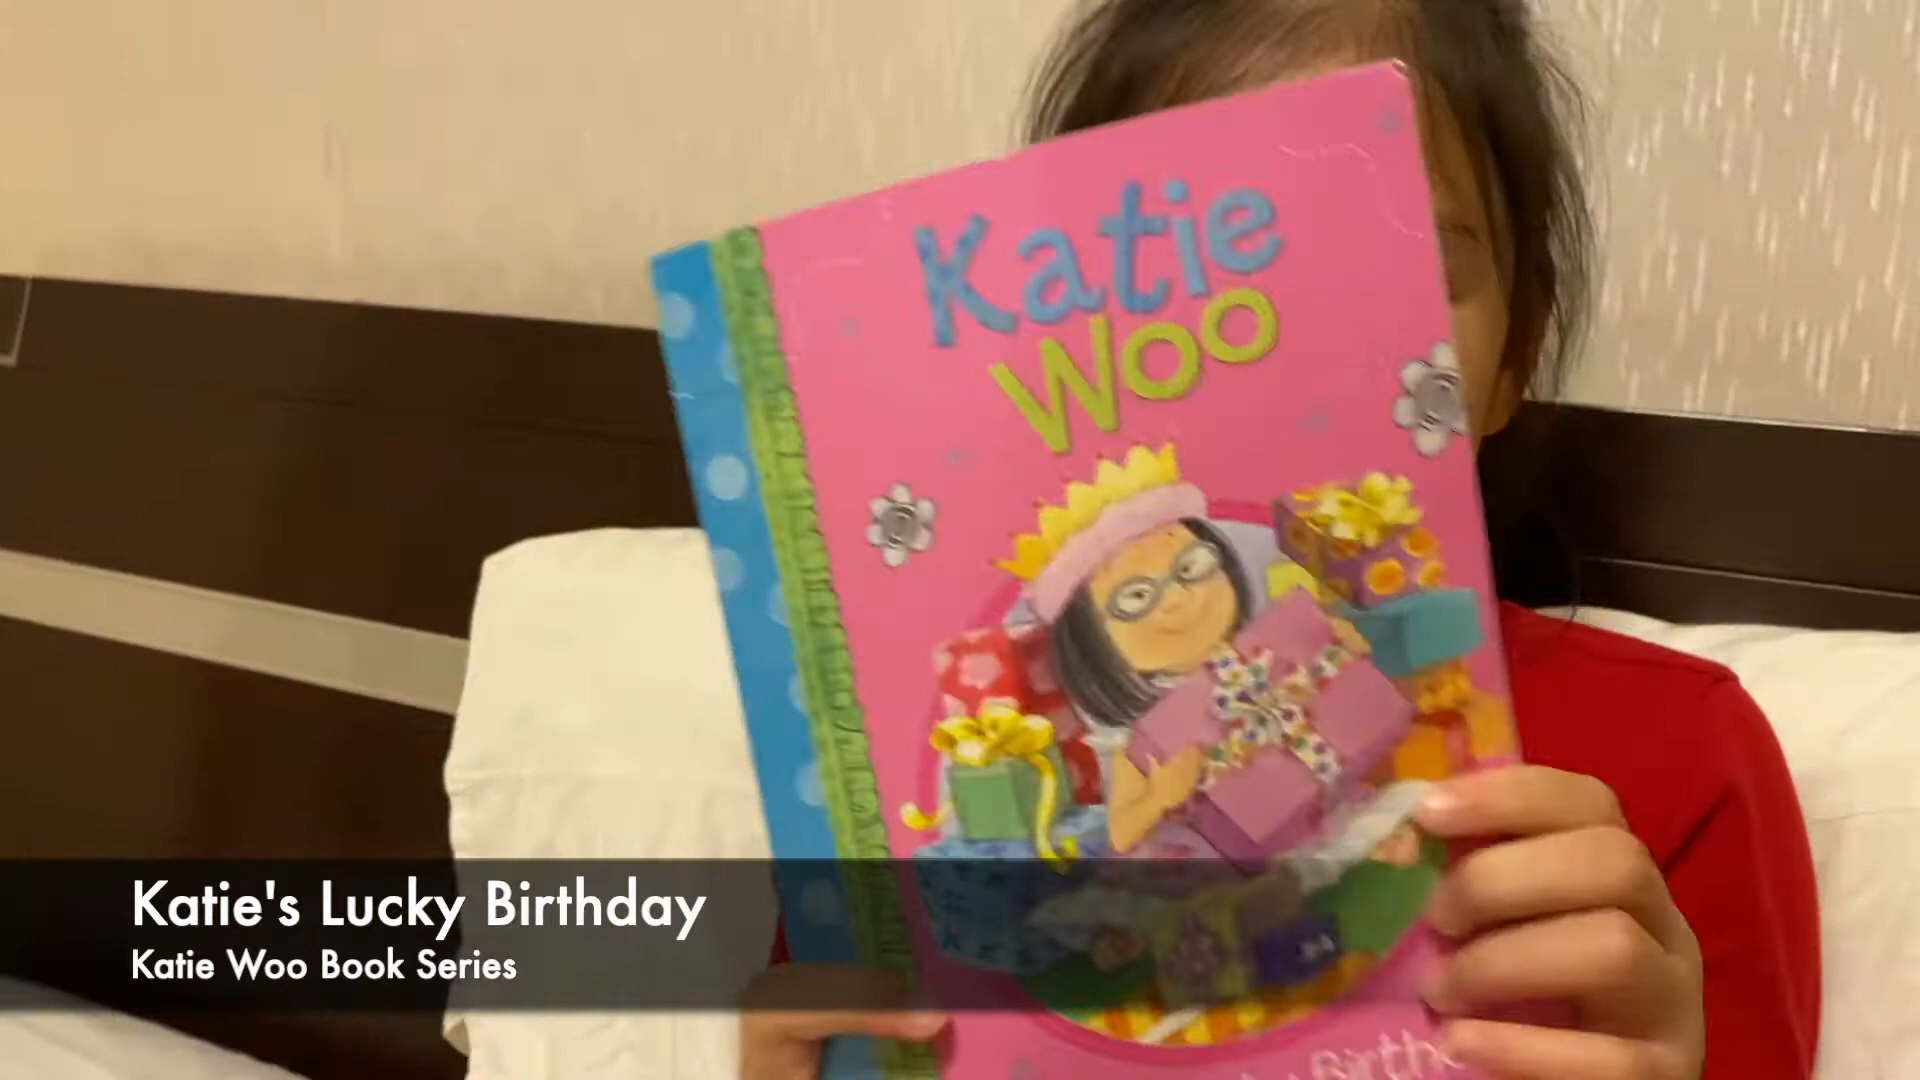 Katie
Woo
Katie's Lucky Birthday
Katie Woo Book Series